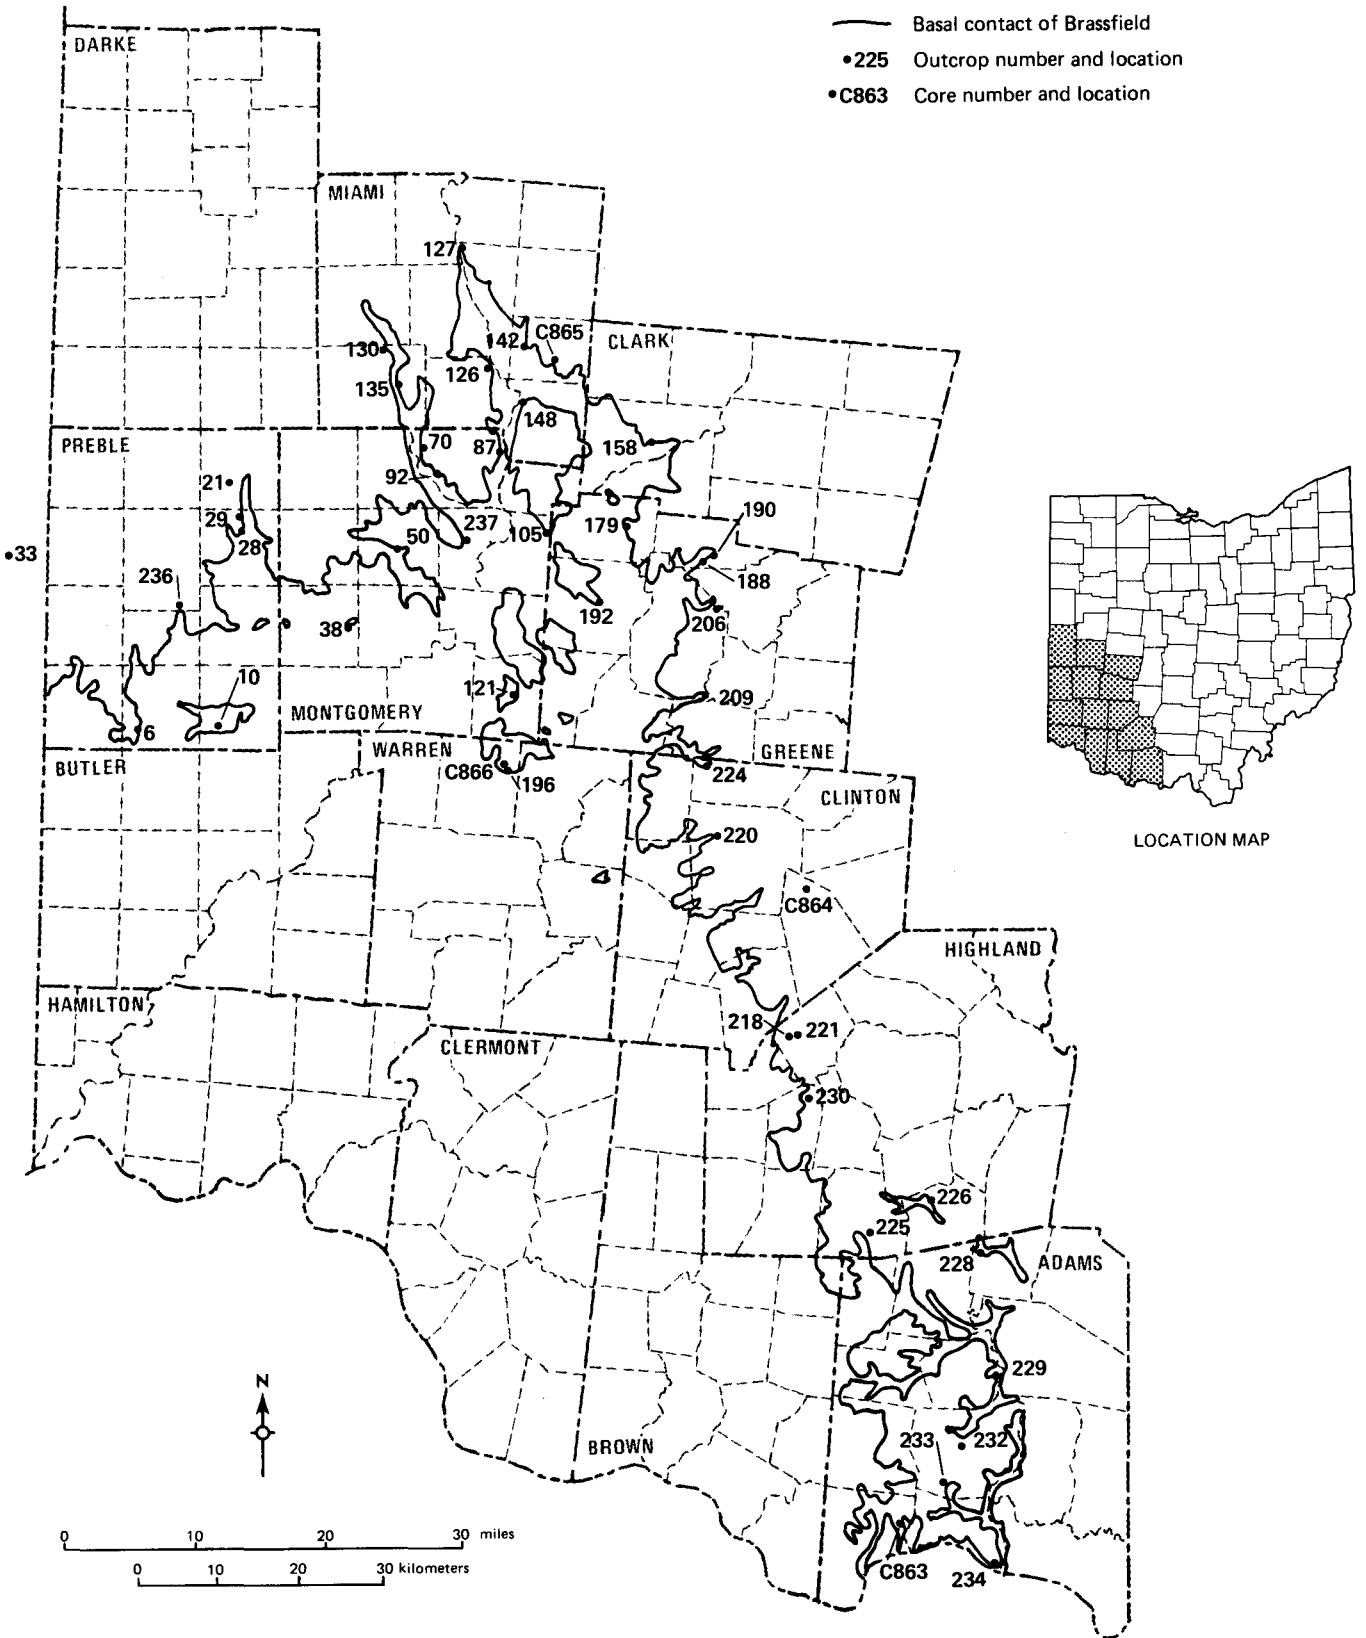 Basal contact of Brassfield
•225 Outcrop number and location
•C863 Core number and location
DARKE
MIAMI
127
C865
142
CLARK
130
126
135
148
PREBLE
70
87
158
92
21
190
29
237
50
105
179
28
33
188
236
192
206
38
10
121
209
MONTGOMERY
6
WARREN
GREENE
BUTLER
C866
224
196
CLINTON
220
LOCATION MAP
C864
HIGHLAND
HAMILTON
218
221
CLERMONT
230
226
225
228
ADAMS
229
N
BROWN
233
232
0 10 20 30 miles
0 10 20 30 kilometers
C863
234